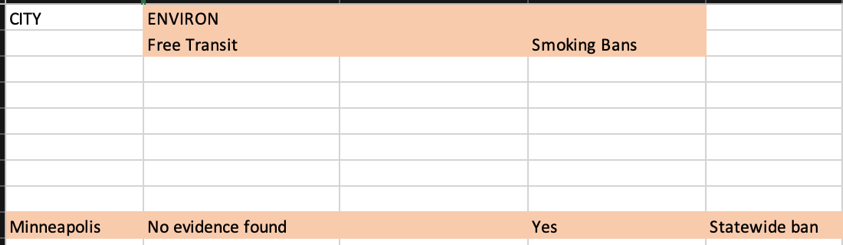 CITY ENVIRON
Free Transit Smoking Bans
Minneapolis No evidence found Yes Statewide ban